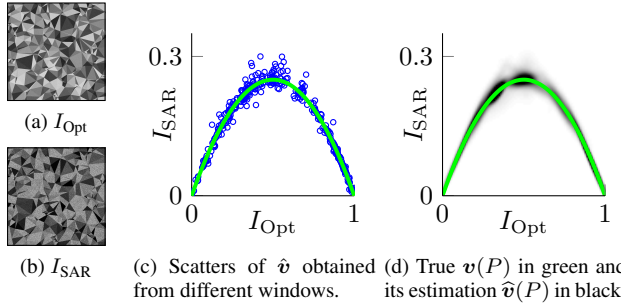 (a) I_Opt
(b) I_SAR
0.3
I_SAR
0
0
I_Opt
1
(c) Scatters of v̂ obtained
from different windows.
0.3
I_SAR
0
0
I_Opt
1
(d) True v(P) in green and
its estimation v̂(P) in black